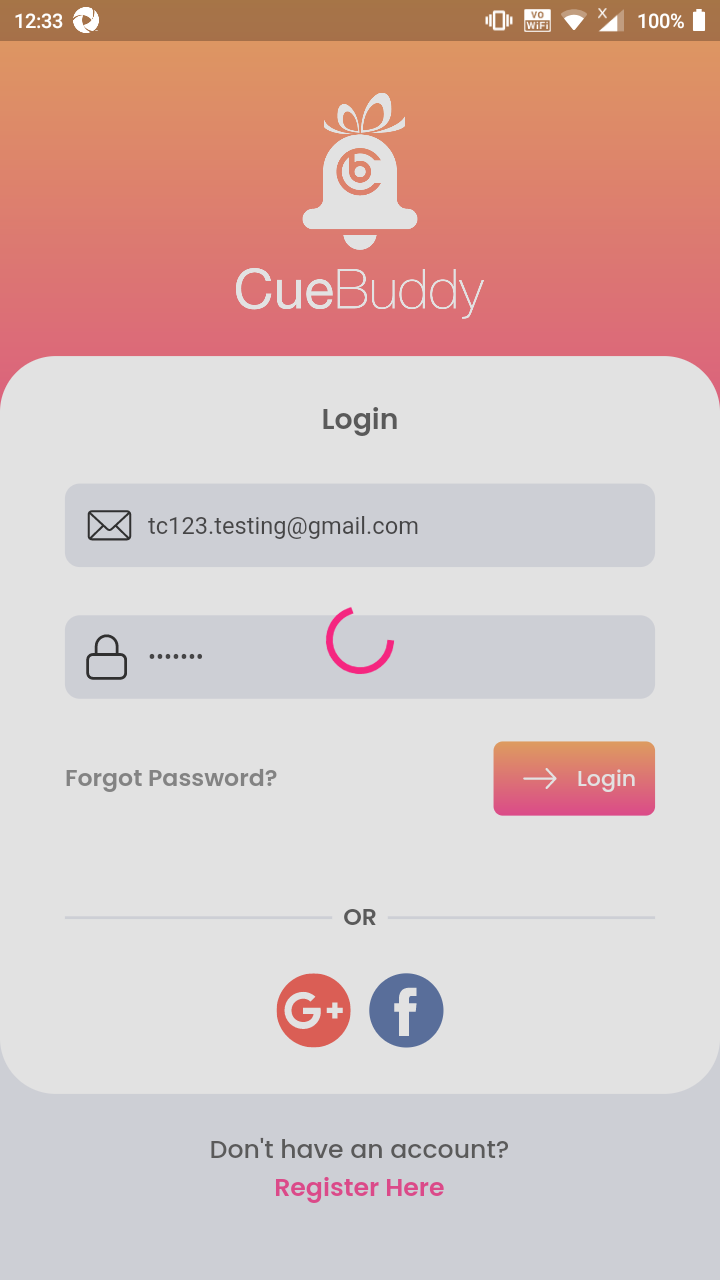 12:33
VO
WiFi
X
100%
bC
CueBuddy
Login
tc123.testing@gmail.com
•••••••
Forgot Password?
Login
OR
G+
f
Don't have an account?
Register Here